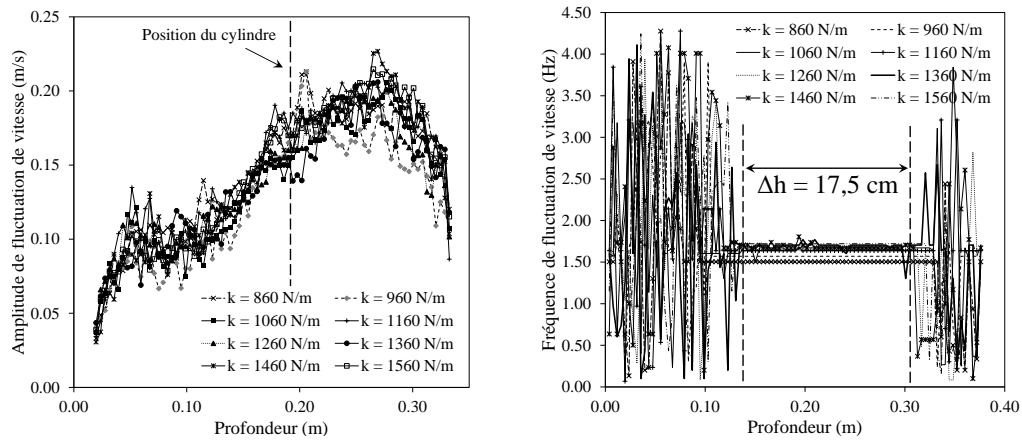 Amplitude de fluctuation de vitesse (m/s)
0.25
0.20
0.15
0.10
0.05
0.00
Position du cylindre
k = 860 N/m
k = 960 N/m
k = 1060 N/m
k = 1160 N/m
k = 1260 N/m
k = 1360 N/m
k = 1460 N/m
k = 1560 N/m
0.00 0.10 0.20 0.30
Profondeur (m)
Fréquence de fluctuation de vitesse (Hz)
4.50
4.00
3.50
3.00
2.50
2.00
1.50
1.00
0.50
0.00
k = 860 N/m
k = 960 N/m
k = 1060 N/m
k = 1160 N/m
k = 1260 N/m
k = 1360 N/m
k = 1460 N/m
k = 1560 N/m
Δh = 17,5 cm
0.00 0.10 0.20 0.30 0.40
Profondeur (m)